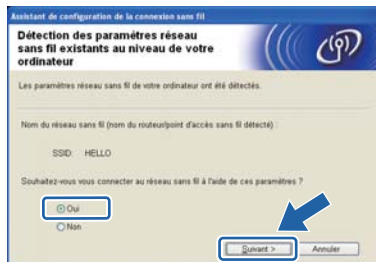 Assistant de configuration de la connexion sans fil
Détection des paramètres réseau
sans fil existants au niveau de votre
ordinateur
Les paramètres réseau sans fil de votre ordinateur ont été détectés.
Nom du réseau sans fil (nom du routeur/point d'accès sans fil détecté) :
SSID: HELLO
Souhaitez-vous vous connecter au réseau sans fil à l'aide de ces paramètres ?
Oui
Non
Suivant > Annuler